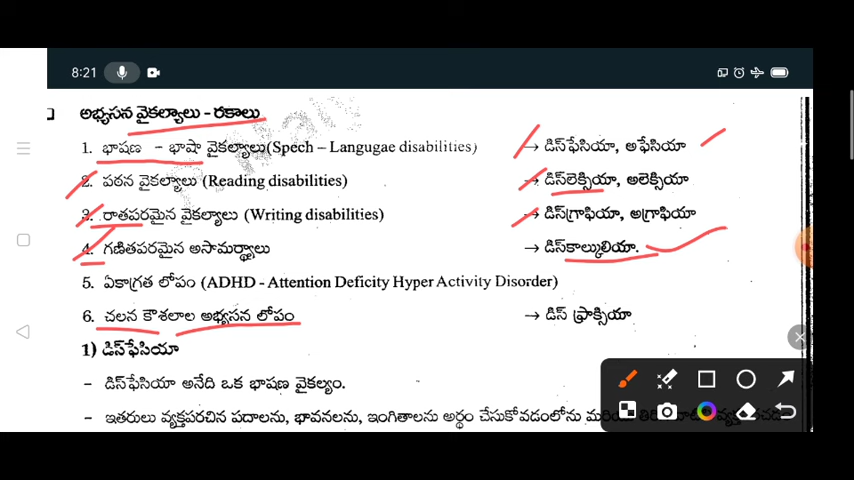 8:21
అభ్యసన వైకల్యాలు - రకాలు
1. భాషణ - భాషా వైకల్యాలు(Spech – Langugae disabilities) → డిస్‌ఫేసియా, అఫేసియా
2. పఠన వైకల్యాలు (Reading disabilities) → డిస్‌లెక్సియా, అలెక్సియా
3. రాతపరమైన వైకల్యాలు (Writing disabilities) → డిస్‌గ్రాఫియా, అగ్రాఫియా
4. గణితపరమైన అసామర్థ్యాలు → డిస్‌కాల్కులియా.
5. ఏకాగ్రత లోపం (ADHD - Attention Deficity Hyper Activity Disorder)
6. చలన కౌశలాల అభ్యసన లోపం → డిస్ ప్రాక్సియా
1) డిస్‌ఫేసియా
- డిస్‌ఫేసియా అనేది ఒక భాషణ వైకల్యం.
- ఇతరులు వ్యక్తపరచిన పదాలను, భావనలను, ఇంగితాలను అర్థం చేసుకోవడంలోను మరియు